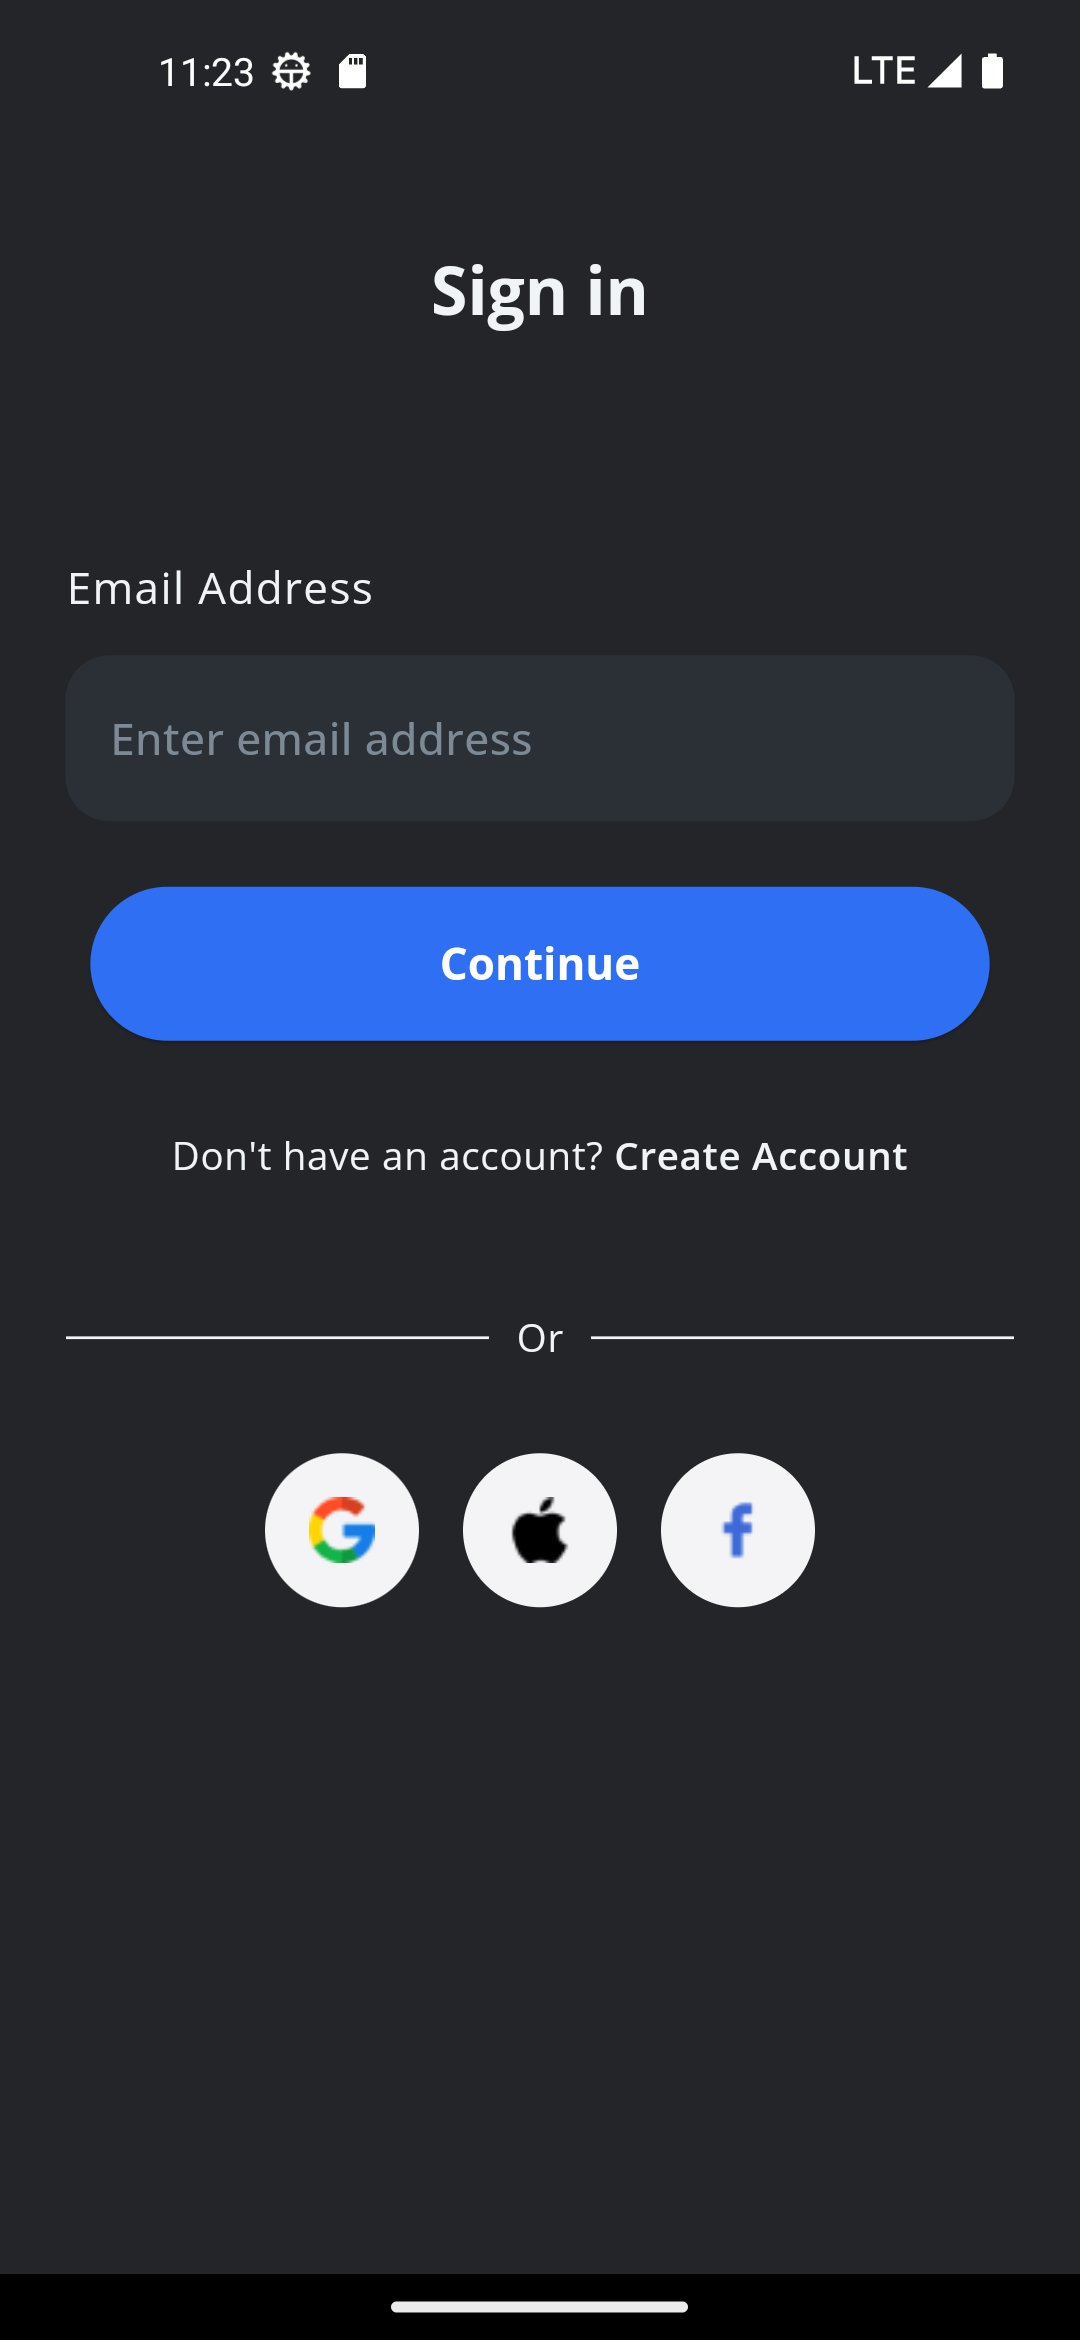 11:23 LTE
Sign in
Email Address
Enter email address
Continue
Don't have an account? Create Account
Or